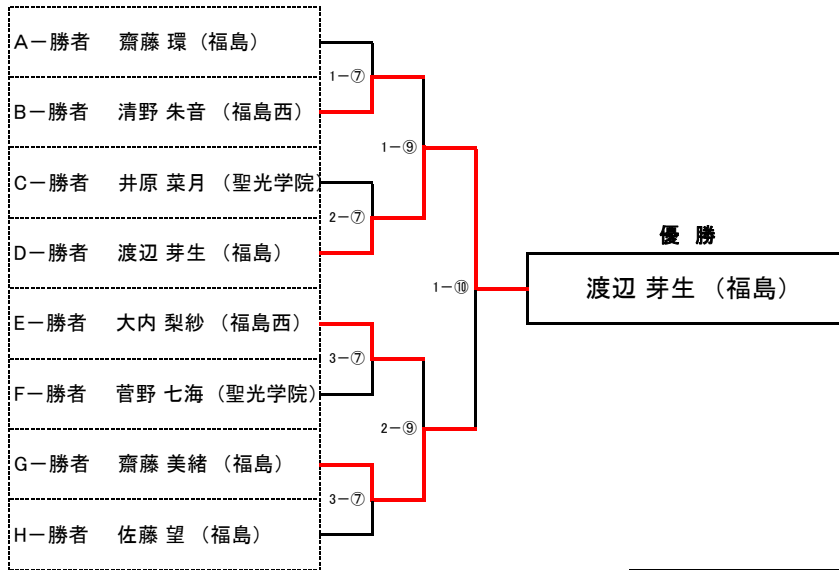 A－勝者 齋藤 環 （福島）
1－⑦
B－勝者 清野 朱音 （福島西）
1－⑨
C－勝者 井原 菜月 （聖光学院）
2－⑦
D－勝者 渡辺 芽生 （福島）
優 勝
1－⑩
渡辺 芽生 （福島）
E－勝者 大内 梨紗 （福島西）
3－⑦
F－勝者 菅野 七海 （聖光学院）
2－⑨
G－勝者 齋藤 美緒 （福島）
3－⑦
H－勝者 佐藤 望 （福島）